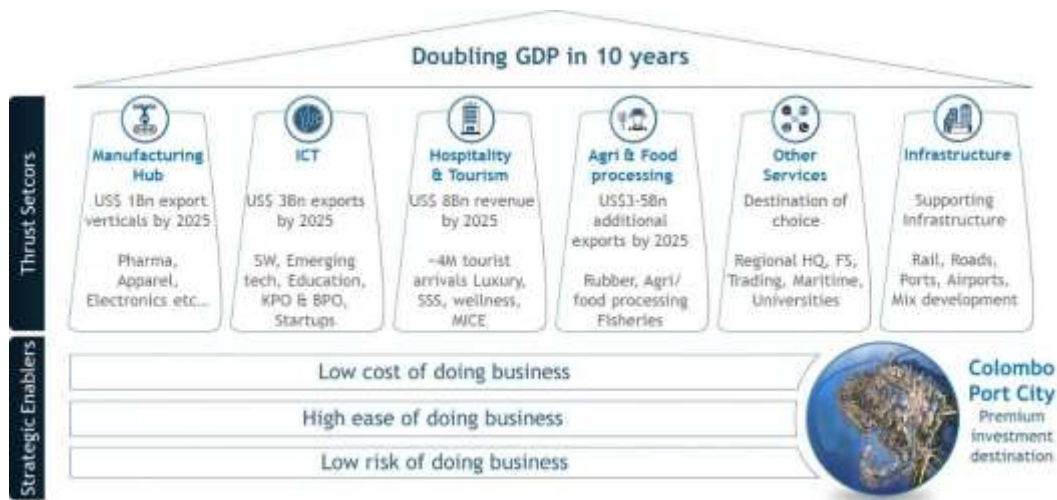 Doubling GDP in 10 years
Thrust Setcors
Manufacturing
Hub
US$ 1Bn export
verticals by 2025
Pharma,
Apparel,
Electronics etc...
ICT
US$ 3Bn exports
by 2025
SW, Emerging
tech, Education,
KPO & BPO,
Startups
Hospitality
& Tourism
US$ 8Bn revenue
by 2025
~4M tourist
arrivals Luxury,
SSS, wellness,
MICE
Agri & Food
processing
US$3-5Bn
additional
exports by 2025
Rubber, Agri/
food processing
Fisheries
Other
Services
Destination of
choice
Regional HQ, FS,
Trading, Maritime,
Universities
Infrastructure
Supporting
Infrastructure
Rail, Roads,
Ports, Airports,
Mix development
Strategic Enablers
Low cost of doing business
High ease of doing business
Low risk of doing business
Colombo
Port City
Premium
investment
destination